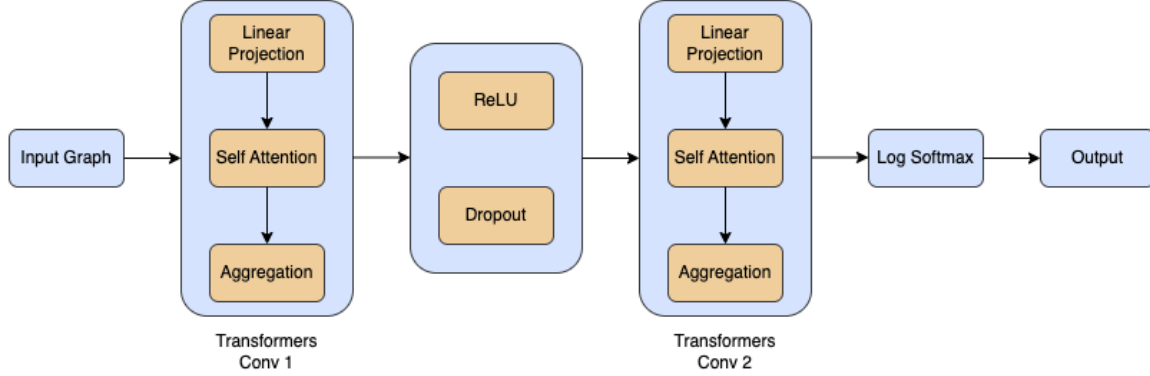 Input Graph
Linear
Projection
Self Attention
Aggregation
Transformers
Conv 1
ReLU
Dropout
Linear
Projection
Self Attention
Aggregation
Transformers
Conv 2
Log Softmax
Output